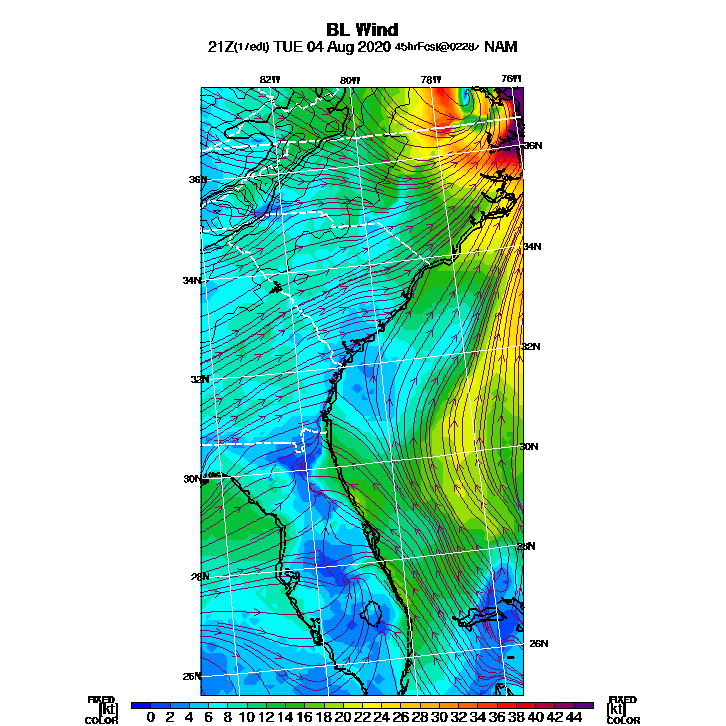 BL Wind
21Z(17edt) TUE 04 Aug 2020 45hrFcst@0228z NAM
82W 80W 78W 76W
36N 36N
34N 34N
32N 32N
30N 30N
28N 28N
26N 26N
FIXED FIXED
[kt] 0 2 4 6 8 10 12 14 16 18 20 22 24 26 28 30 32 34 36 38 40 42 44 [kt]
COLOR COLOR